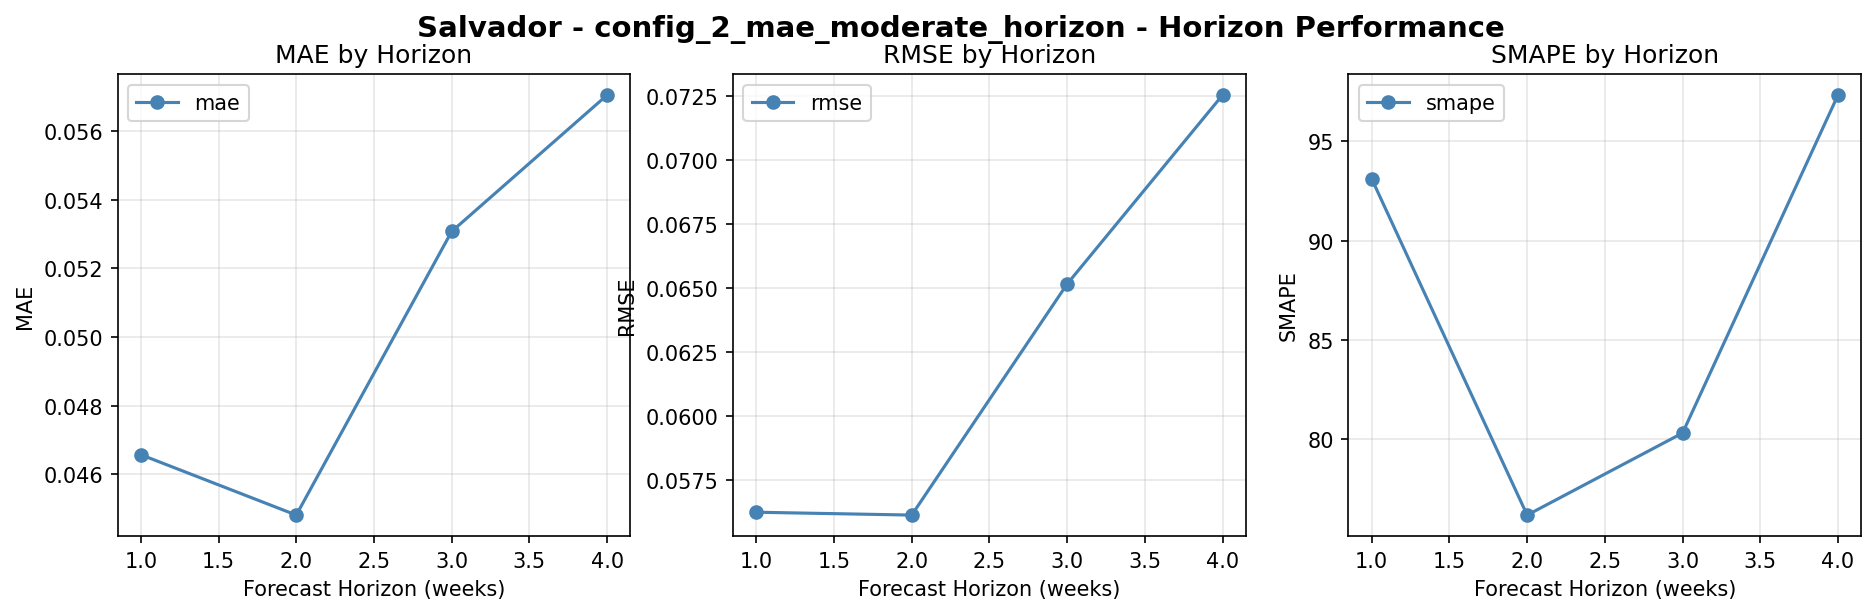 Salvador - config_2_mae_moderate_horizon - Horizon Performance
MAE by Horizon
mae
0.056
0.054
0.052
0.050
0.048
0.046
MAE
1.0 1.5 2.0 2.5 3.0 3.5 4.0
Forecast Horizon (weeks)
RMSE by Horizon
rmse
0.0725
0.0700
0.0675
0.0650
0.0625
0.0600
0.0575
RMSE
1.0 1.5 2.0 2.5 3.0 3.5 4.0
Forecast Horizon (weeks)
SMAPE by Horizon
smape
95
90
85
80
SMAPE
1.0 1.5 2.0 2.5 3.0 3.5 4.0
Forecast Horizon (weeks)